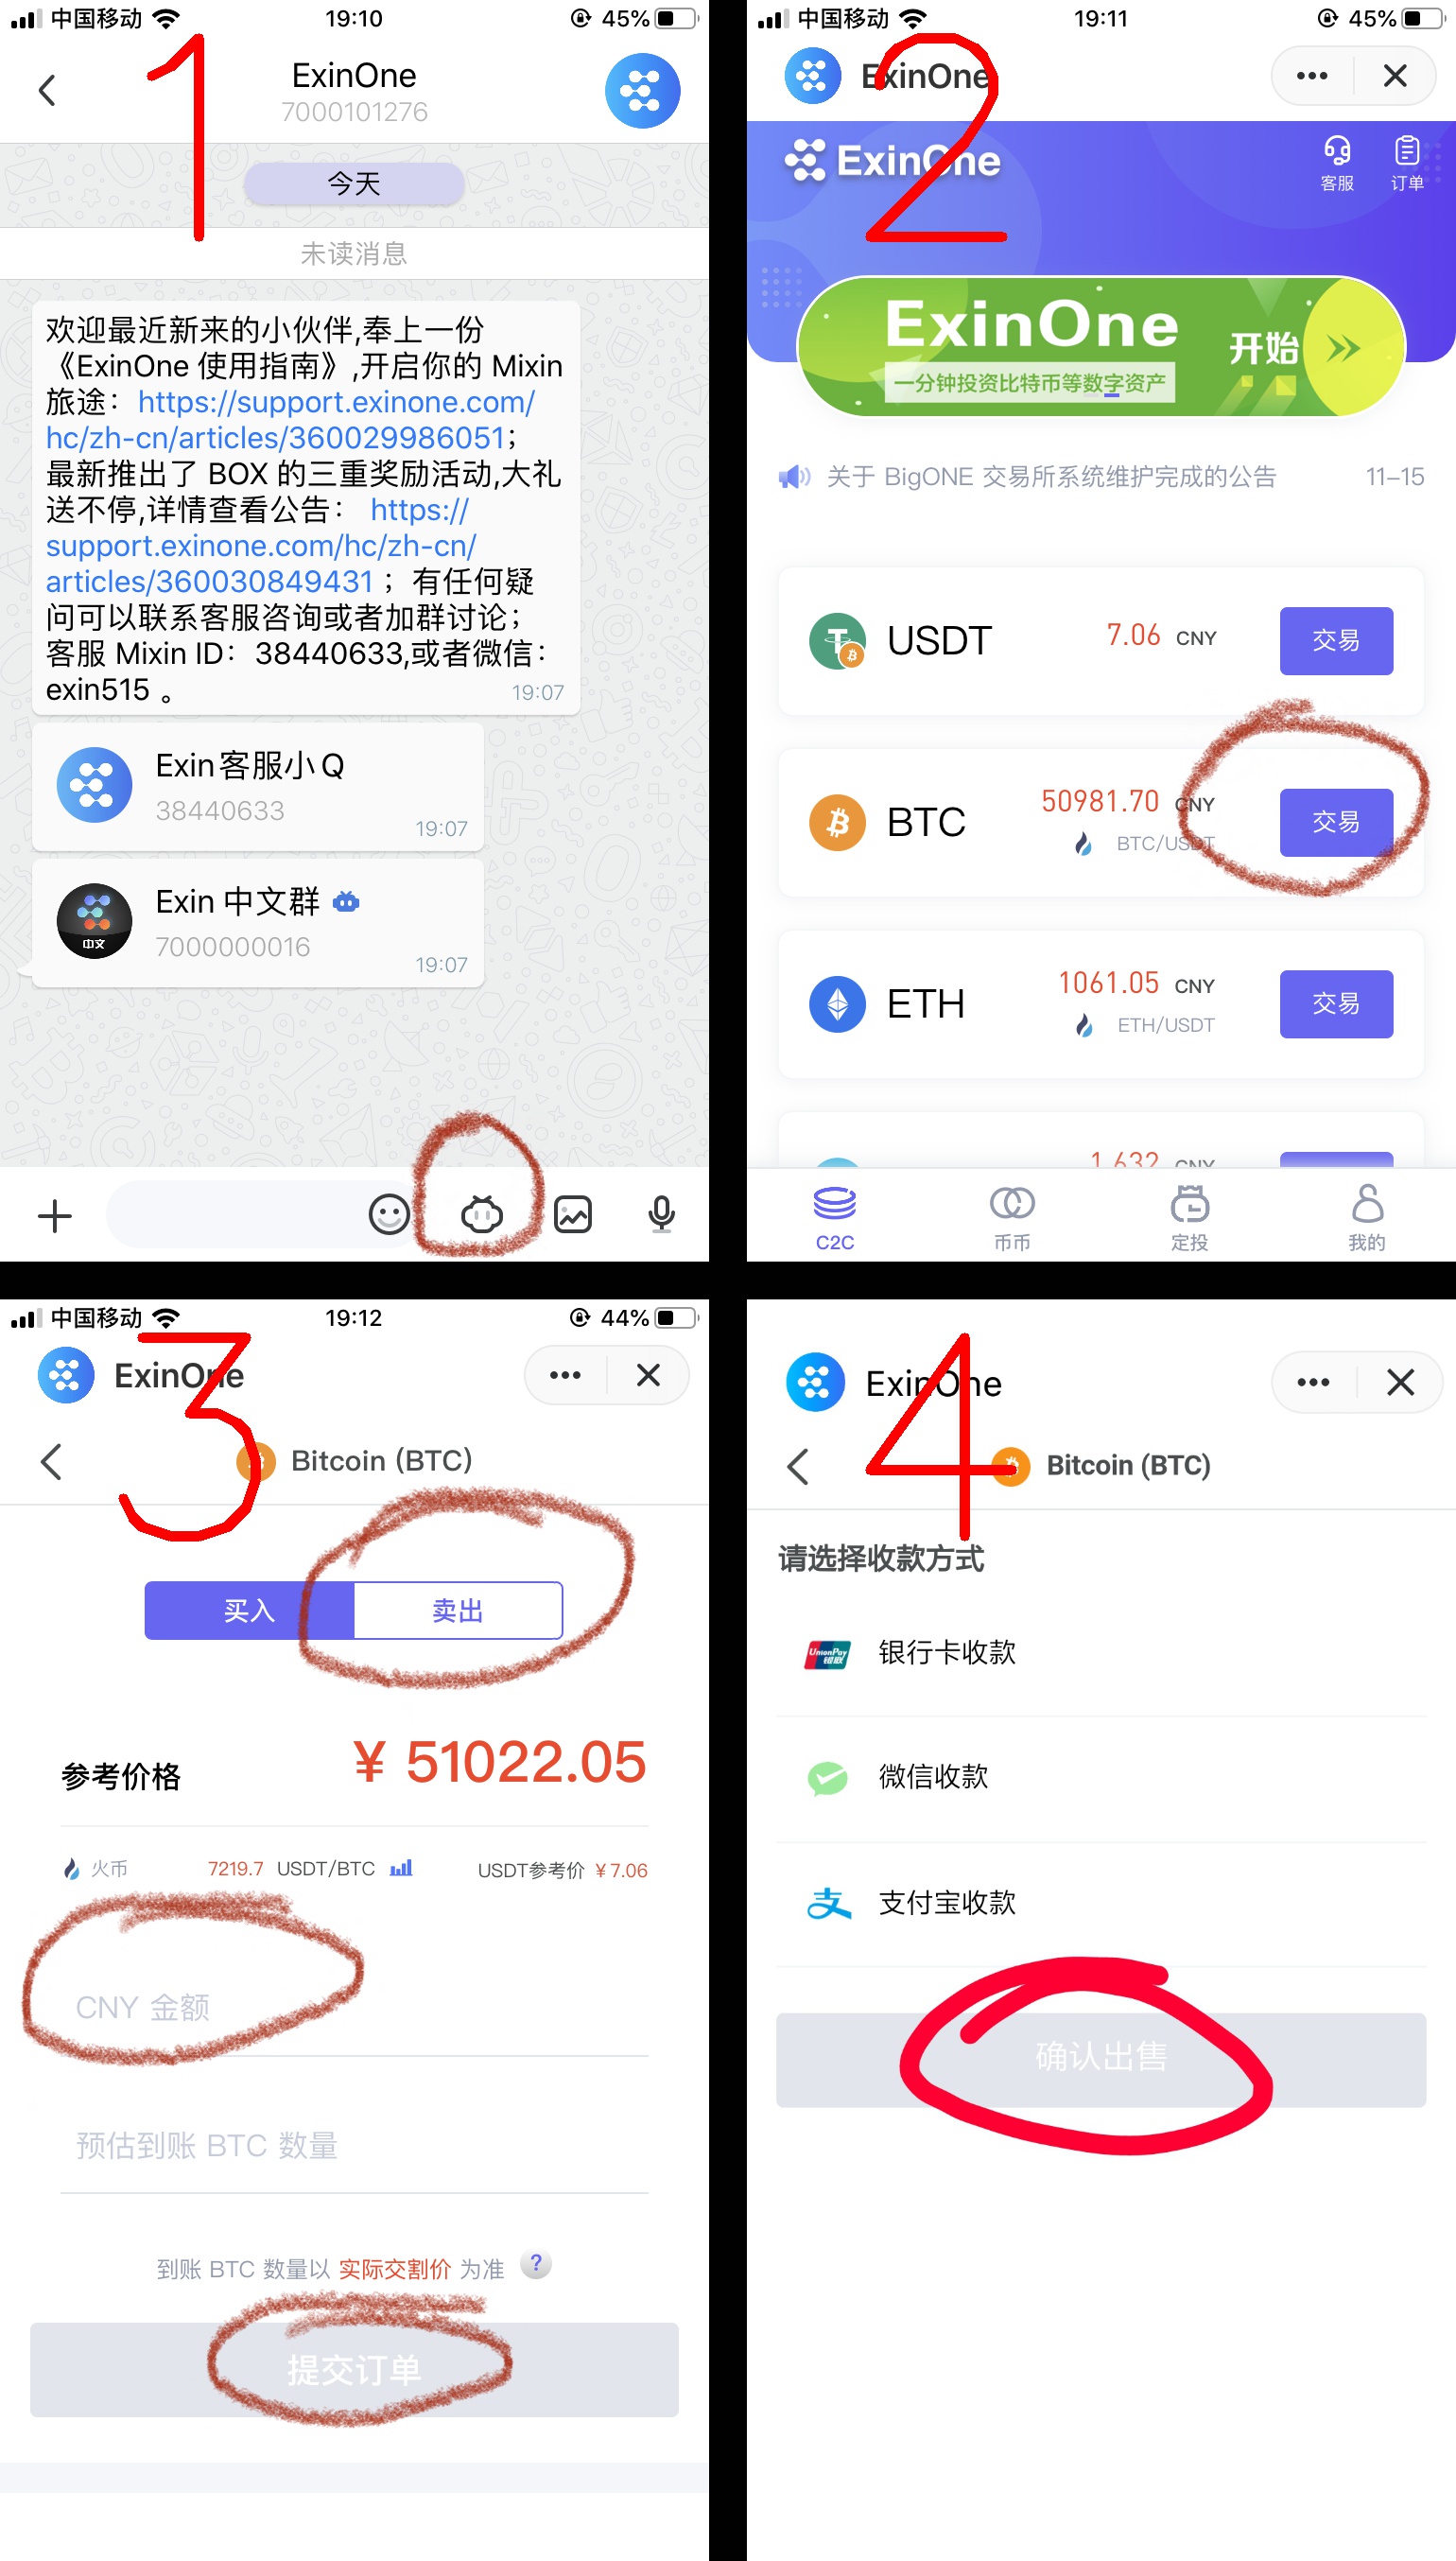 中国移动 19:10 45%
1
ExinOne
7000101276
今天
未读消息
欢迎最近新来的小伙伴,奉上一份
《ExinOne 使用指南》,开启你的 Mixin
旅途：https://support.exinone.com/
hc/zh-cn/articles/360029986051；
最新推出了 BOX 的三重奖励活动,大礼
送不停,详情查看公告： https://
support.exinone.com/hc/zh-cn/
articles/360030849431；有任何疑
问可以联系客服咨询或者加群讨论；
客服 Mixin ID：38440633,或者微信：
exin515 。 19:07
Exin客服小Q
38440633
19:07
中文
Exin 中文群
7000000016
19:07
中国移动 19:11 45%
2
ExinOne
ExinOne
客服 订单
ExinOne
一分钟投资比特币等数字资产
开始
关于 BigONE 交易所系统维护完成的公告 11-15
USDT 7.06 CNY 交易
BTC 50981.70 CNY 交易
BTC/USDT
ETH 1061.05 CNY 交易
ETH/USDT
1.632 CNY
C2C 币币 定投 我的
中国移动 19:12 44%
3
ExinOne
Bitcoin (BTC)
买入 卖出
参考价格 ¥ 51022.05
火币 7219.7 USDT/BTC USDT参考价 ¥7.06
CNY 金额
预估到账 BTC 数量
到账 BTC 数量以 实际交割价 为准 ?
提交订单
4
ExinOne
Bitcoin (BTC)
请选择收款方式
UnionPay
银联
银行卡收款
微信收款
支 支付宝收款
确认出售